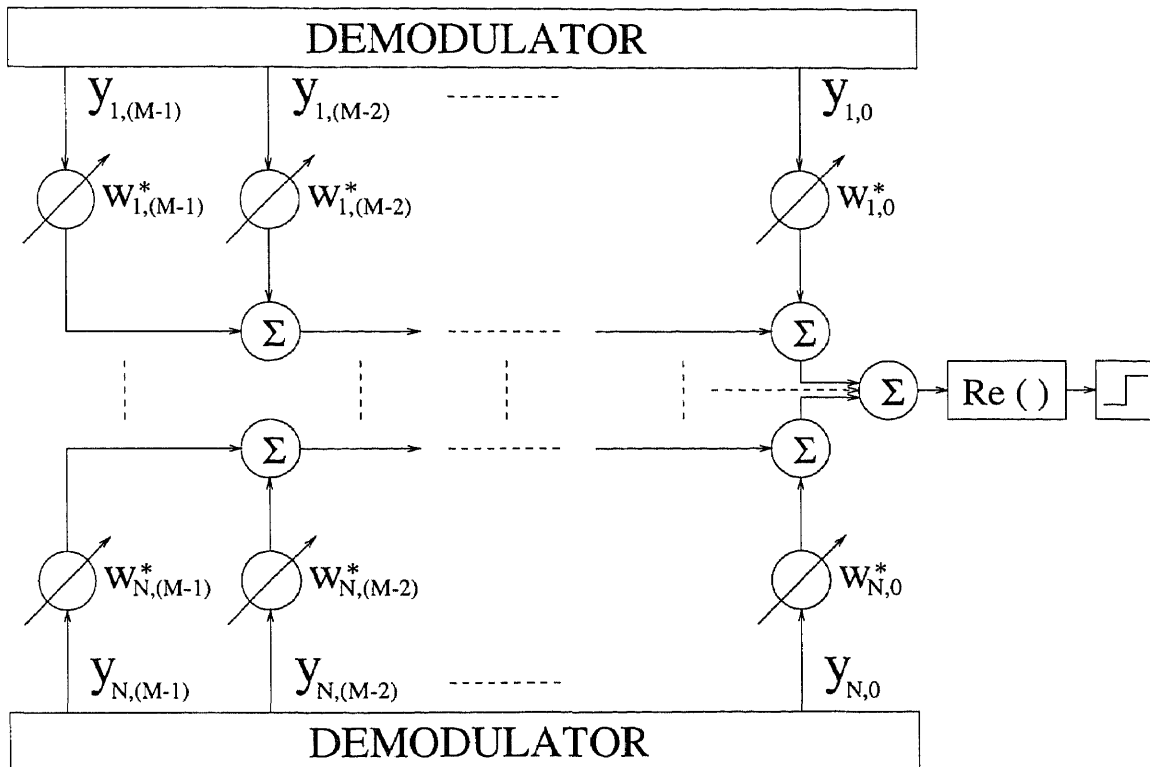 DEMODULATOR
y1,(M-1) y1,(M-2) y1,0
w*1,(M-1) w*1,(M-2) w*1,0
Σ Σ
Σ Re ( )
Σ Σ
w*N,(M-1) w*N,(M-2) w*N,0
yN,(M-1) yN,(M-2) yN,0
DEMODULATOR